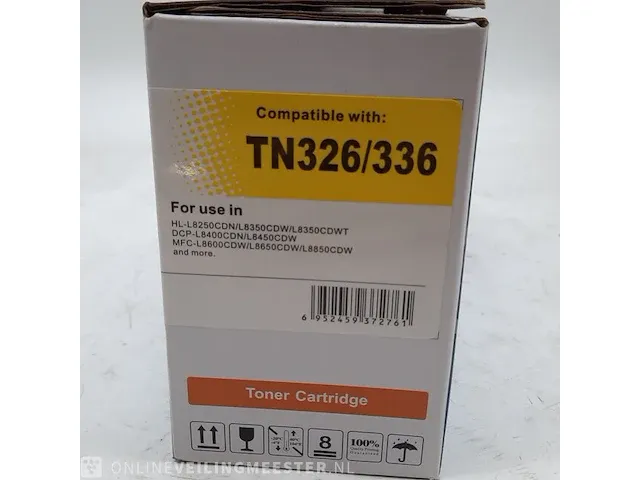 Compatible with:
TN326/336
For use in
HL-L8250CDN/L8350CDW/L8350CDWT
DCP-L8400CDN/L8450CDW
MFC-L8600CDW/L8650CDW/L8850CDW
and more.
6 952459 372761
Toner Cartridge
8
100%
ONLINEVEILINGMEESTER.NL